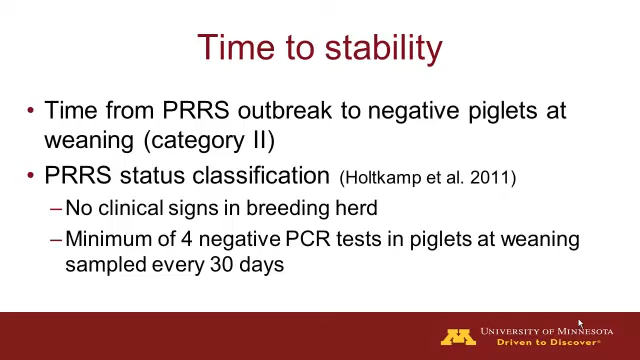 Time to stability
• Time from PRRS outbreak to negative piglets at
weaning (category II)
• PRRS status classification (Holtkamp et al. 2011)
–No clinical signs in breeding herd
–Minimum of 4 negative PCR tests in piglets at weaning
sampled every 30 days
M
UNIVERSITY OF MINNESOTA
Driven to Discover®